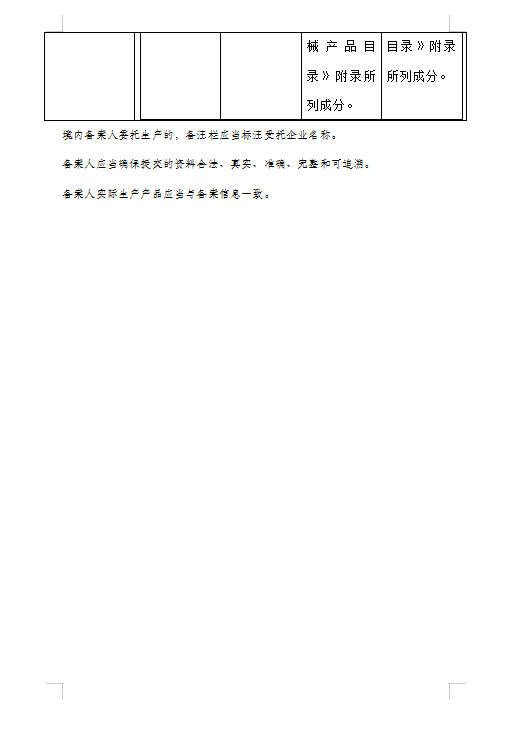 械产品目
录》附录所
列成分。
目录》附录
所列成分。
境内备案人委托生产的，备注栏应当标注受托企业名称。
备案人应当确保提交的资料合法、真实、准确、完整和可追溯。
备案人实际生产产品应当与备案信息一致。